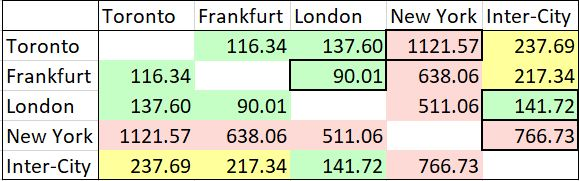 Toronto Frankfurt London New York Inter-City
Toronto 116.34 137.60 1121.57 237.69
Frankfurt 116.34 90.01 638.06 217.34
London 137.60 90.01 511.06 141.72
New York 1121.57 638.06 511.06 766.73
Inter-City 237.69 217.34 141.72 766.73